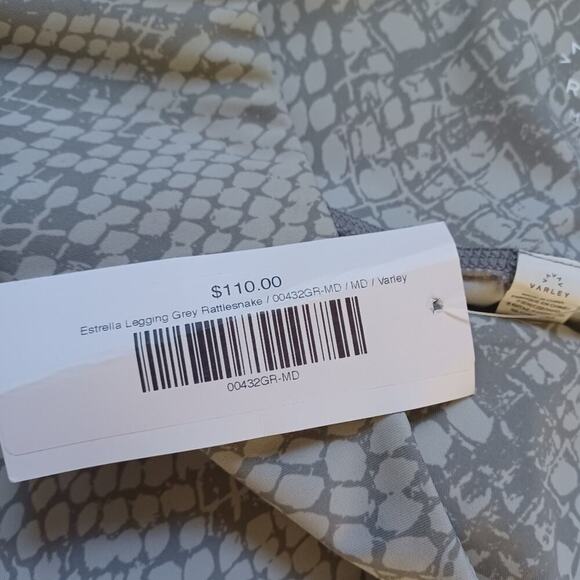 $110.00
Estrella Legging Grey Rattlesnake / 00432GR-MD / MD / Varley
00432GR-MD
VARLEY